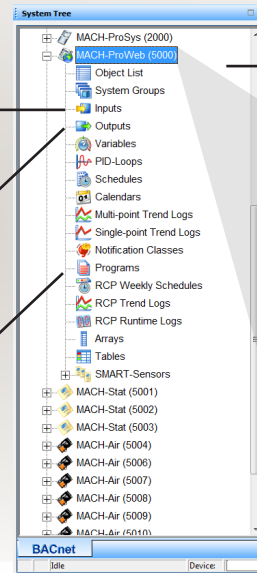 System Tree
MACH-ProSys (2000)
MACH-ProWeb (5000)
Object List
System Groups
Inputs
Outputs
Variables
PID-Loops
Schedules
Calendars
Multi-point Trend Logs
Single-point Trend Logs
Notification Classes
Programs
RCP Weekly Schedules
RCP Trend Logs
RCP Runtime Logs
Arrays
Tables
SMART-Sensors
MACH-Stat (5001)
MACH-Stat (5002)
MACH-Stat (5003)
MACH-Air (5004)
MACH-Air (5006)
MACH-Air (5007)
MACH-Air (5008)
MACH-Air (5009)
MACH-Air (5010)
BACnet
Idle Device: